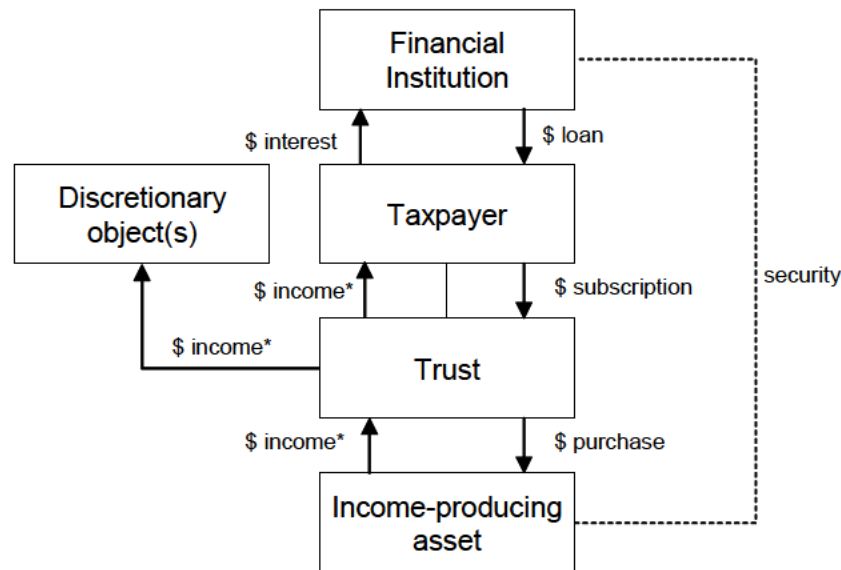 Financial
Institution
$ interest
$ loan
Discretionary
object(s)
Taxpayer
security
$ income*
$ subscription
$ income*
Trust
$ income*
$ purchase
Income-producing
asset